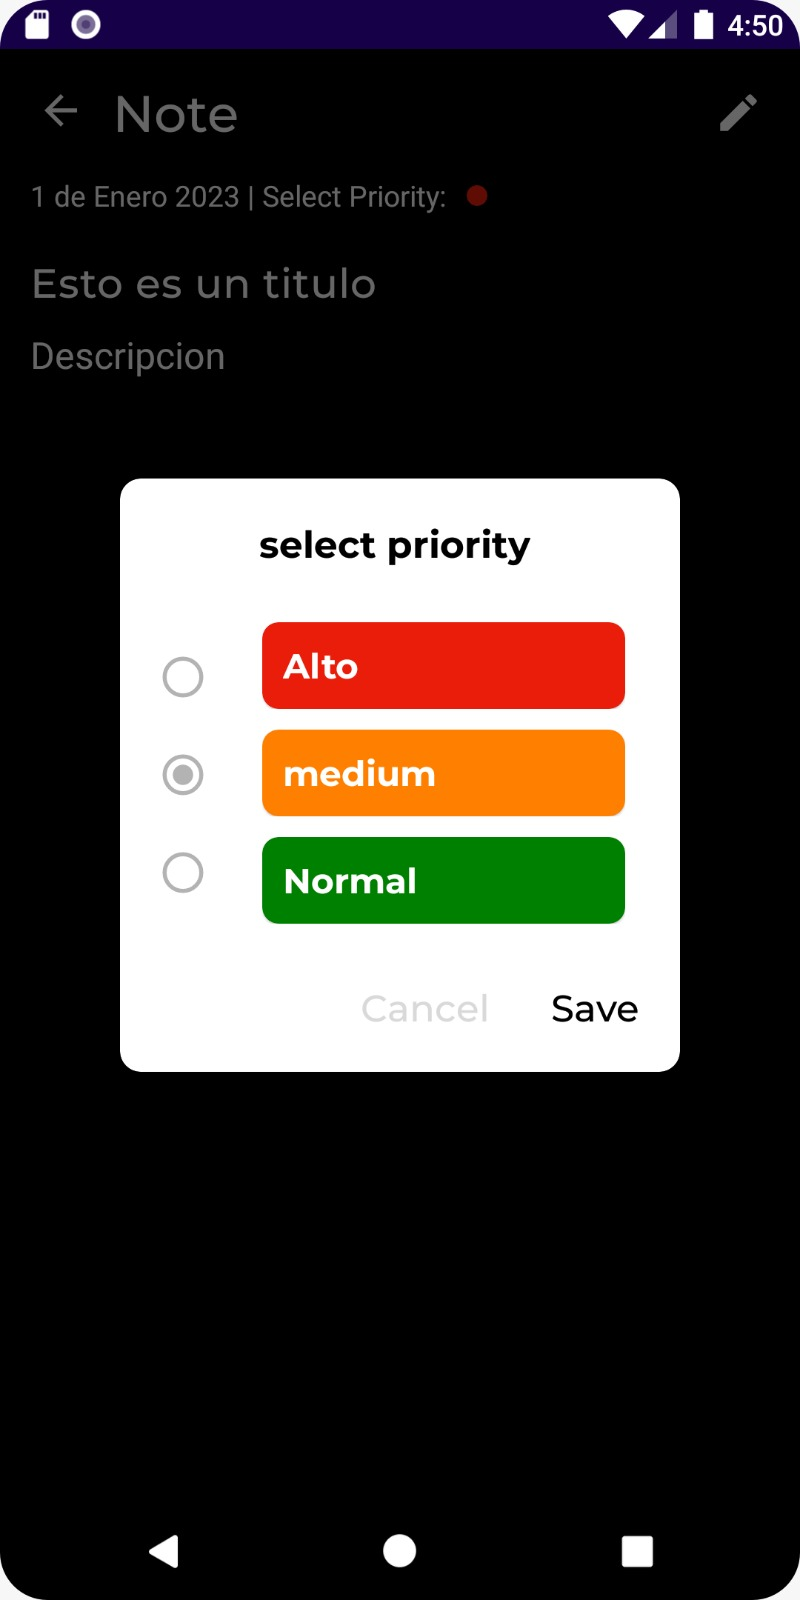 4:50
Note
1 de Enero 2023 | Select Priority:
Esto es un titulo
Descripcion
select priority
Alto
medium
Normal
Cancel Save